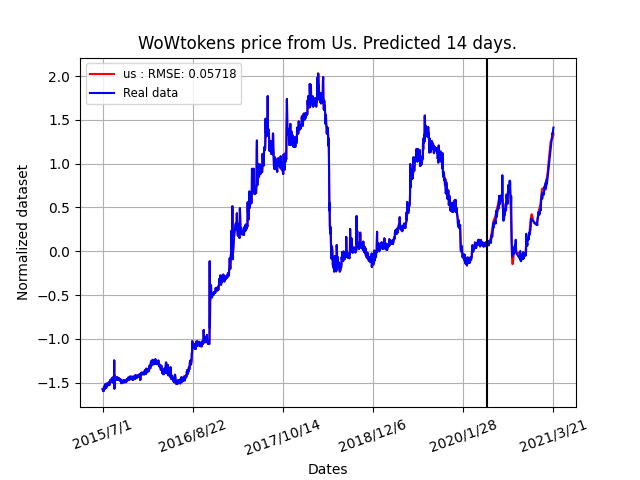 WoWtokens price from Us. Predicted 14 days.
us : RMSE: 0.05718
Real data
2.0
1.5
1.0
0.5
0.0
−0.5
−1.0
−1.5
Normalized dataset
2015/7/1
2016/8/22
2017/10/14
2018/12/6
2020/1/28
2021/3/21
Dates